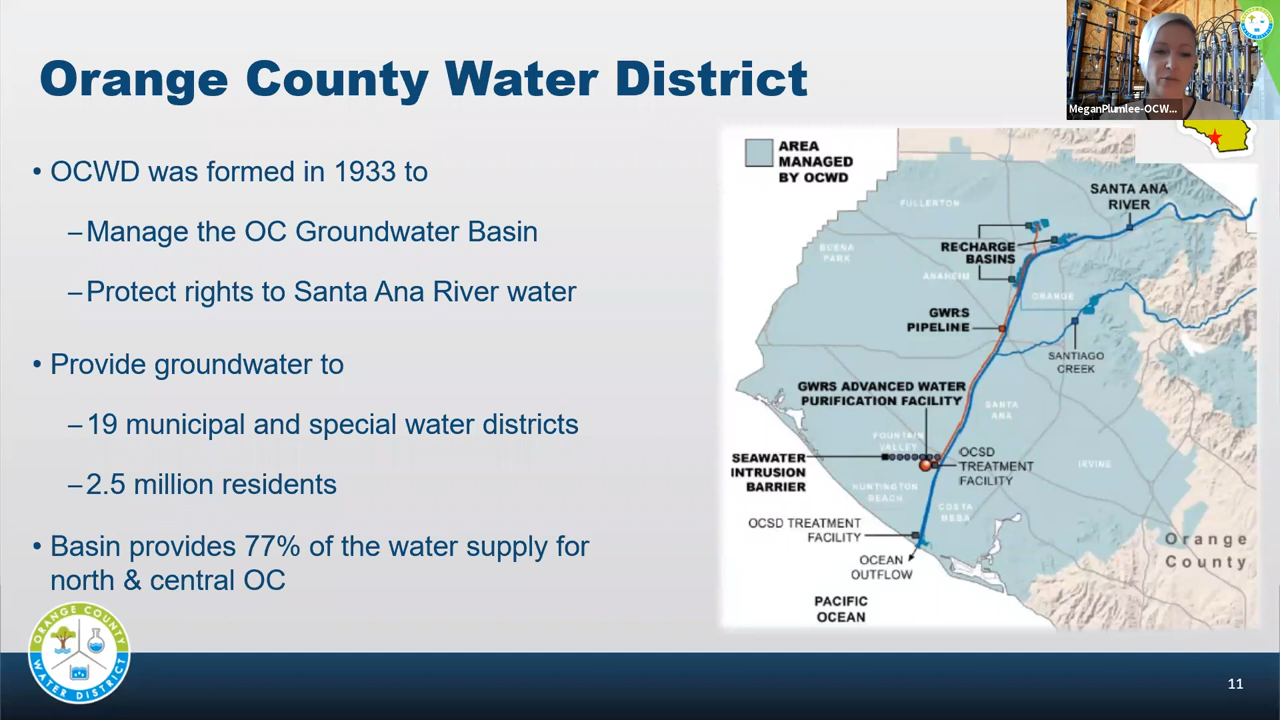 Orange County Water District
MeganPlumlee-OCW...
• OCWD was formed in 1933 to
–Manage the OC Groundwater Basin
–Protect rights to Santa Ana River water
• Provide groundwater to
–19 municipal and special water districts
–2.5 million residents
• Basin provides 77% of the water supply for
north & central OC
AREA
MANAGED
BY OCWD
SANTA ANA
RIVER
FULLERTON
RECHARGE
BASINS
BUENA
PARK
ANAHEIM
ORANGE
GWRS
PIPELINE
SANTIAGO
CREEK
GWRS ADVANCED WATER
PURIFICATION FACILITY
SANTA
ANA
FOUNTAIN
VALLEY
SEAWATER
INTRUSION
BARRIER
OCSD
TREATMENT
FACILITY
IRVINE
HUNTINGTON
BEACH
COSTA
MESA
OCSD TREATMENT
FACILITY
OCEAN
OUTFLOW
Orange
County
PACIFIC
OCEAN
ORANGE COUNTY
WATER DISTRICT
11